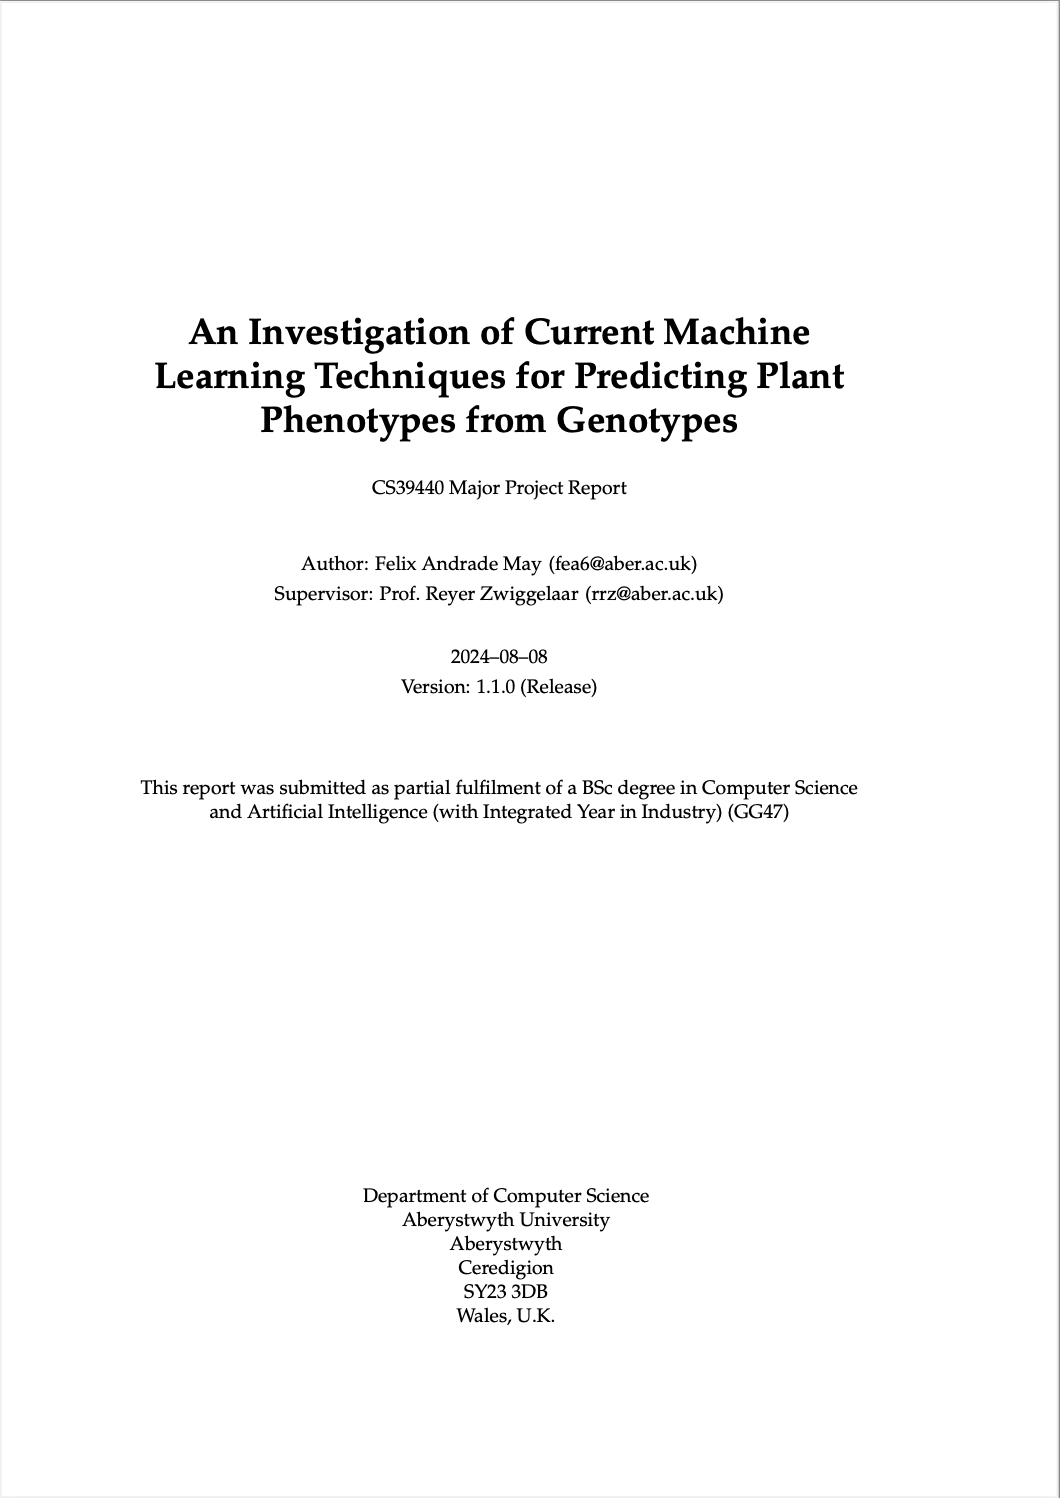 An Investigation of Current Machine
Learning Techniques for Predicting Plant
Phenotypes from Genotypes
CS39440 Major Project Report
Author: Felix Andrade May (fea6@aber.ac.uk)
Supervisor: Prof. Reyer Zwiggelaar (rrz@aber.ac.uk)
2024–08–08
Version: 1.1.0 (Release)
This report was submitted as partial fulfilment of a BSc degree in Computer Science
and Artificial Intelligence (with Integrated Year in Industry) (GG47)
Department of Computer Science
Aberystwyth University
Aberystwyth
Ceredigion
SY23 3DB
Wales, U.K.